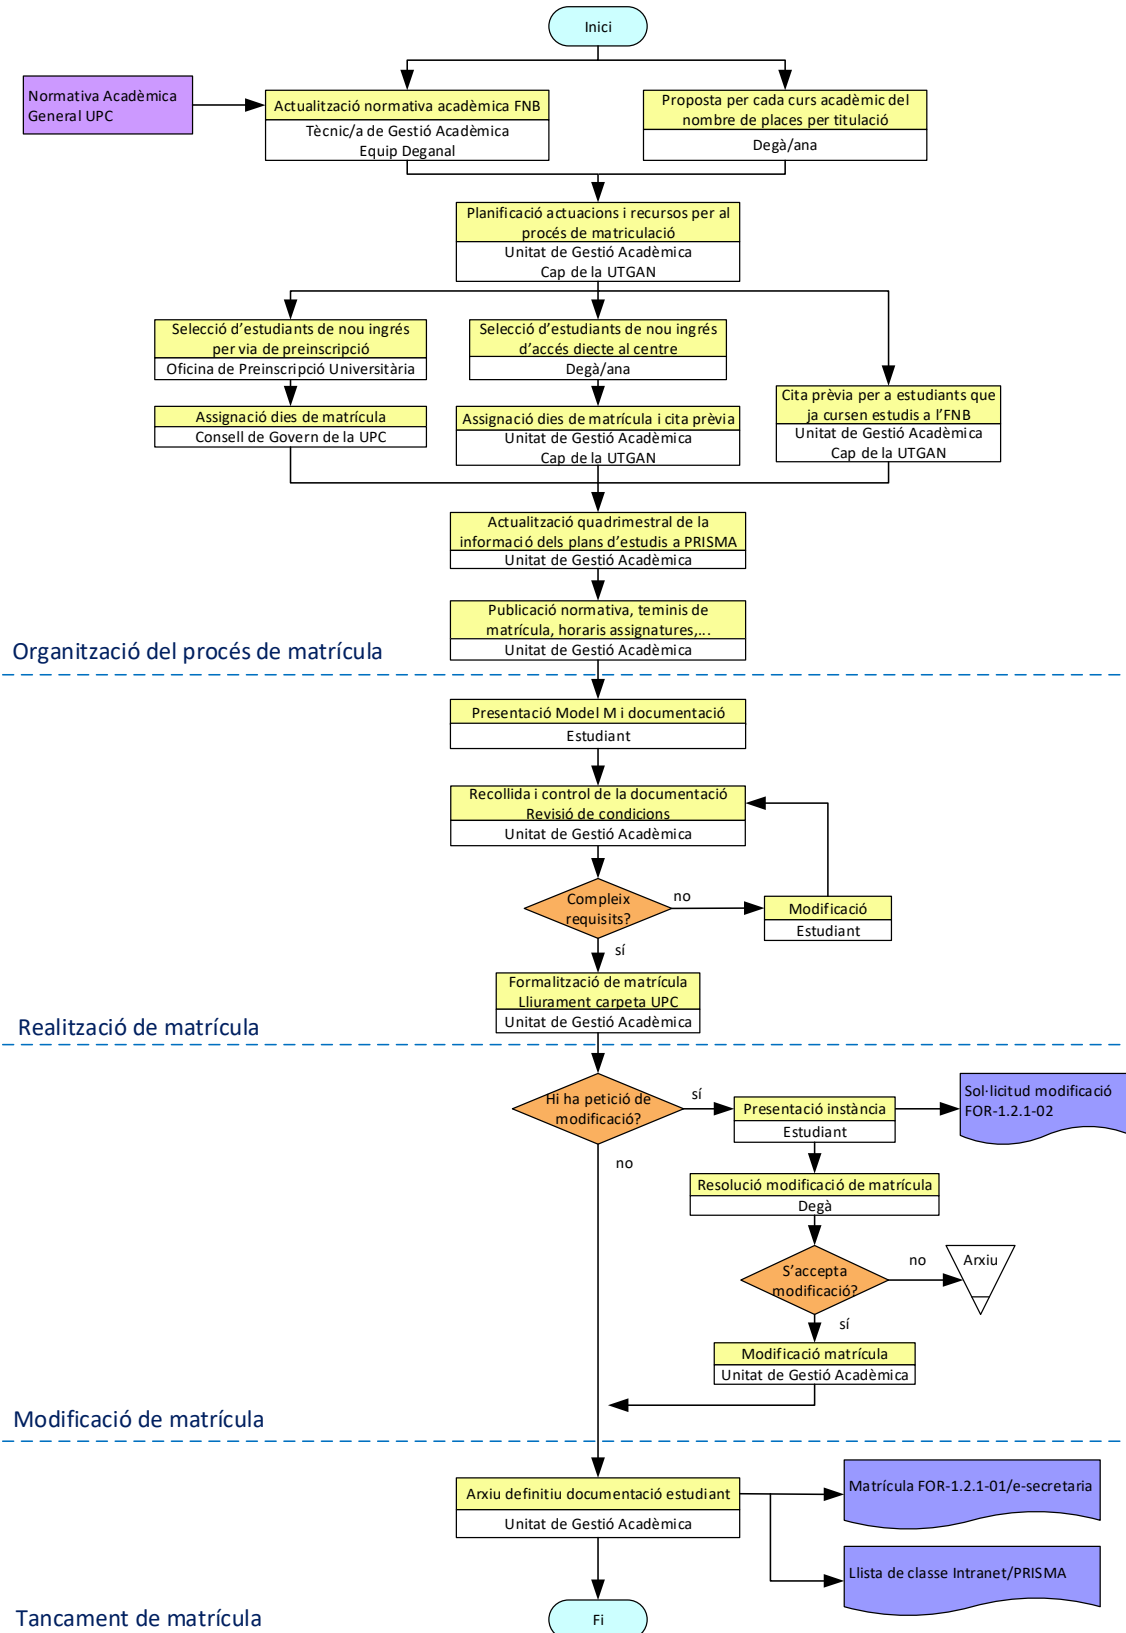 Inici
Normativa Acadèmica
General UPC
Actualització normativa acadèmica FNB
Tècnic/a de Gestió Acadèmica
Equip Deganal
Proposta per cada curs acadèmic del
nombre de places per titulació
Degà/ana
Planificació actuacions i recursos per al
procés de matriculació
Unitat de Gestió Acadèmica
Cap de la UTGAN
Selecció d'estudiants de nou ingrés
per via de preinscripció
Oficina de Preinscripció Universitària
Selecció d'estudiants de nou ingrés
d'accés diecte al centre
Degà/ana
Assignació dies de matrícula
Consell de Govern de la UPC
Assignació dies de matrícula i cita prèvia
Unitat de Gestió Acadèmica
Cap de la UTGAN
Cita prèvia per a estudiants que
ja cursen estudis a l'FNB
Unitat de Gestió Acadèmica
Cap de la UTGAN
Actualització quadrimestral de la
informació dels plans d'estudis a PRISMA
Unitat de Gestió Acadèmica
Publicació normativa, teminis de
matrícula, horaris assignatures,...
Unitat de Gestió Acadèmica
Organització del procés de matrícula
Presentació Model M i documentació
Estudiant
Recollida i control de la documentació
Revisió de condicions
Unitat de Gestió Acadèmica
Compleix
requisits?
no
Modificació
Estudiant
sí
Formalització de matrícula
Lliurament carpeta UPC
Unitat de Gestió Acadèmica
Realització de matrícula
Hi ha petició de
modificació?
sí
Presentació instància
Estudiant
Sol·licitud modificació
FOR-1.2.1-02
no
Resolució modificació de matrícula
Degà
S'accepta
modificació?
no
Arxiu
sí
Modificació matrícula
Unitat de Gestió Acadèmica
Modificació de matrícula
Arxiu definitiu documentació estudiant
Unitat de Gestió Acadèmica
Matrícula FOR-1.2.1-01/e-secretaria
Llista de classe Intranet/PRISMA
Tancament de matrícula
Fi